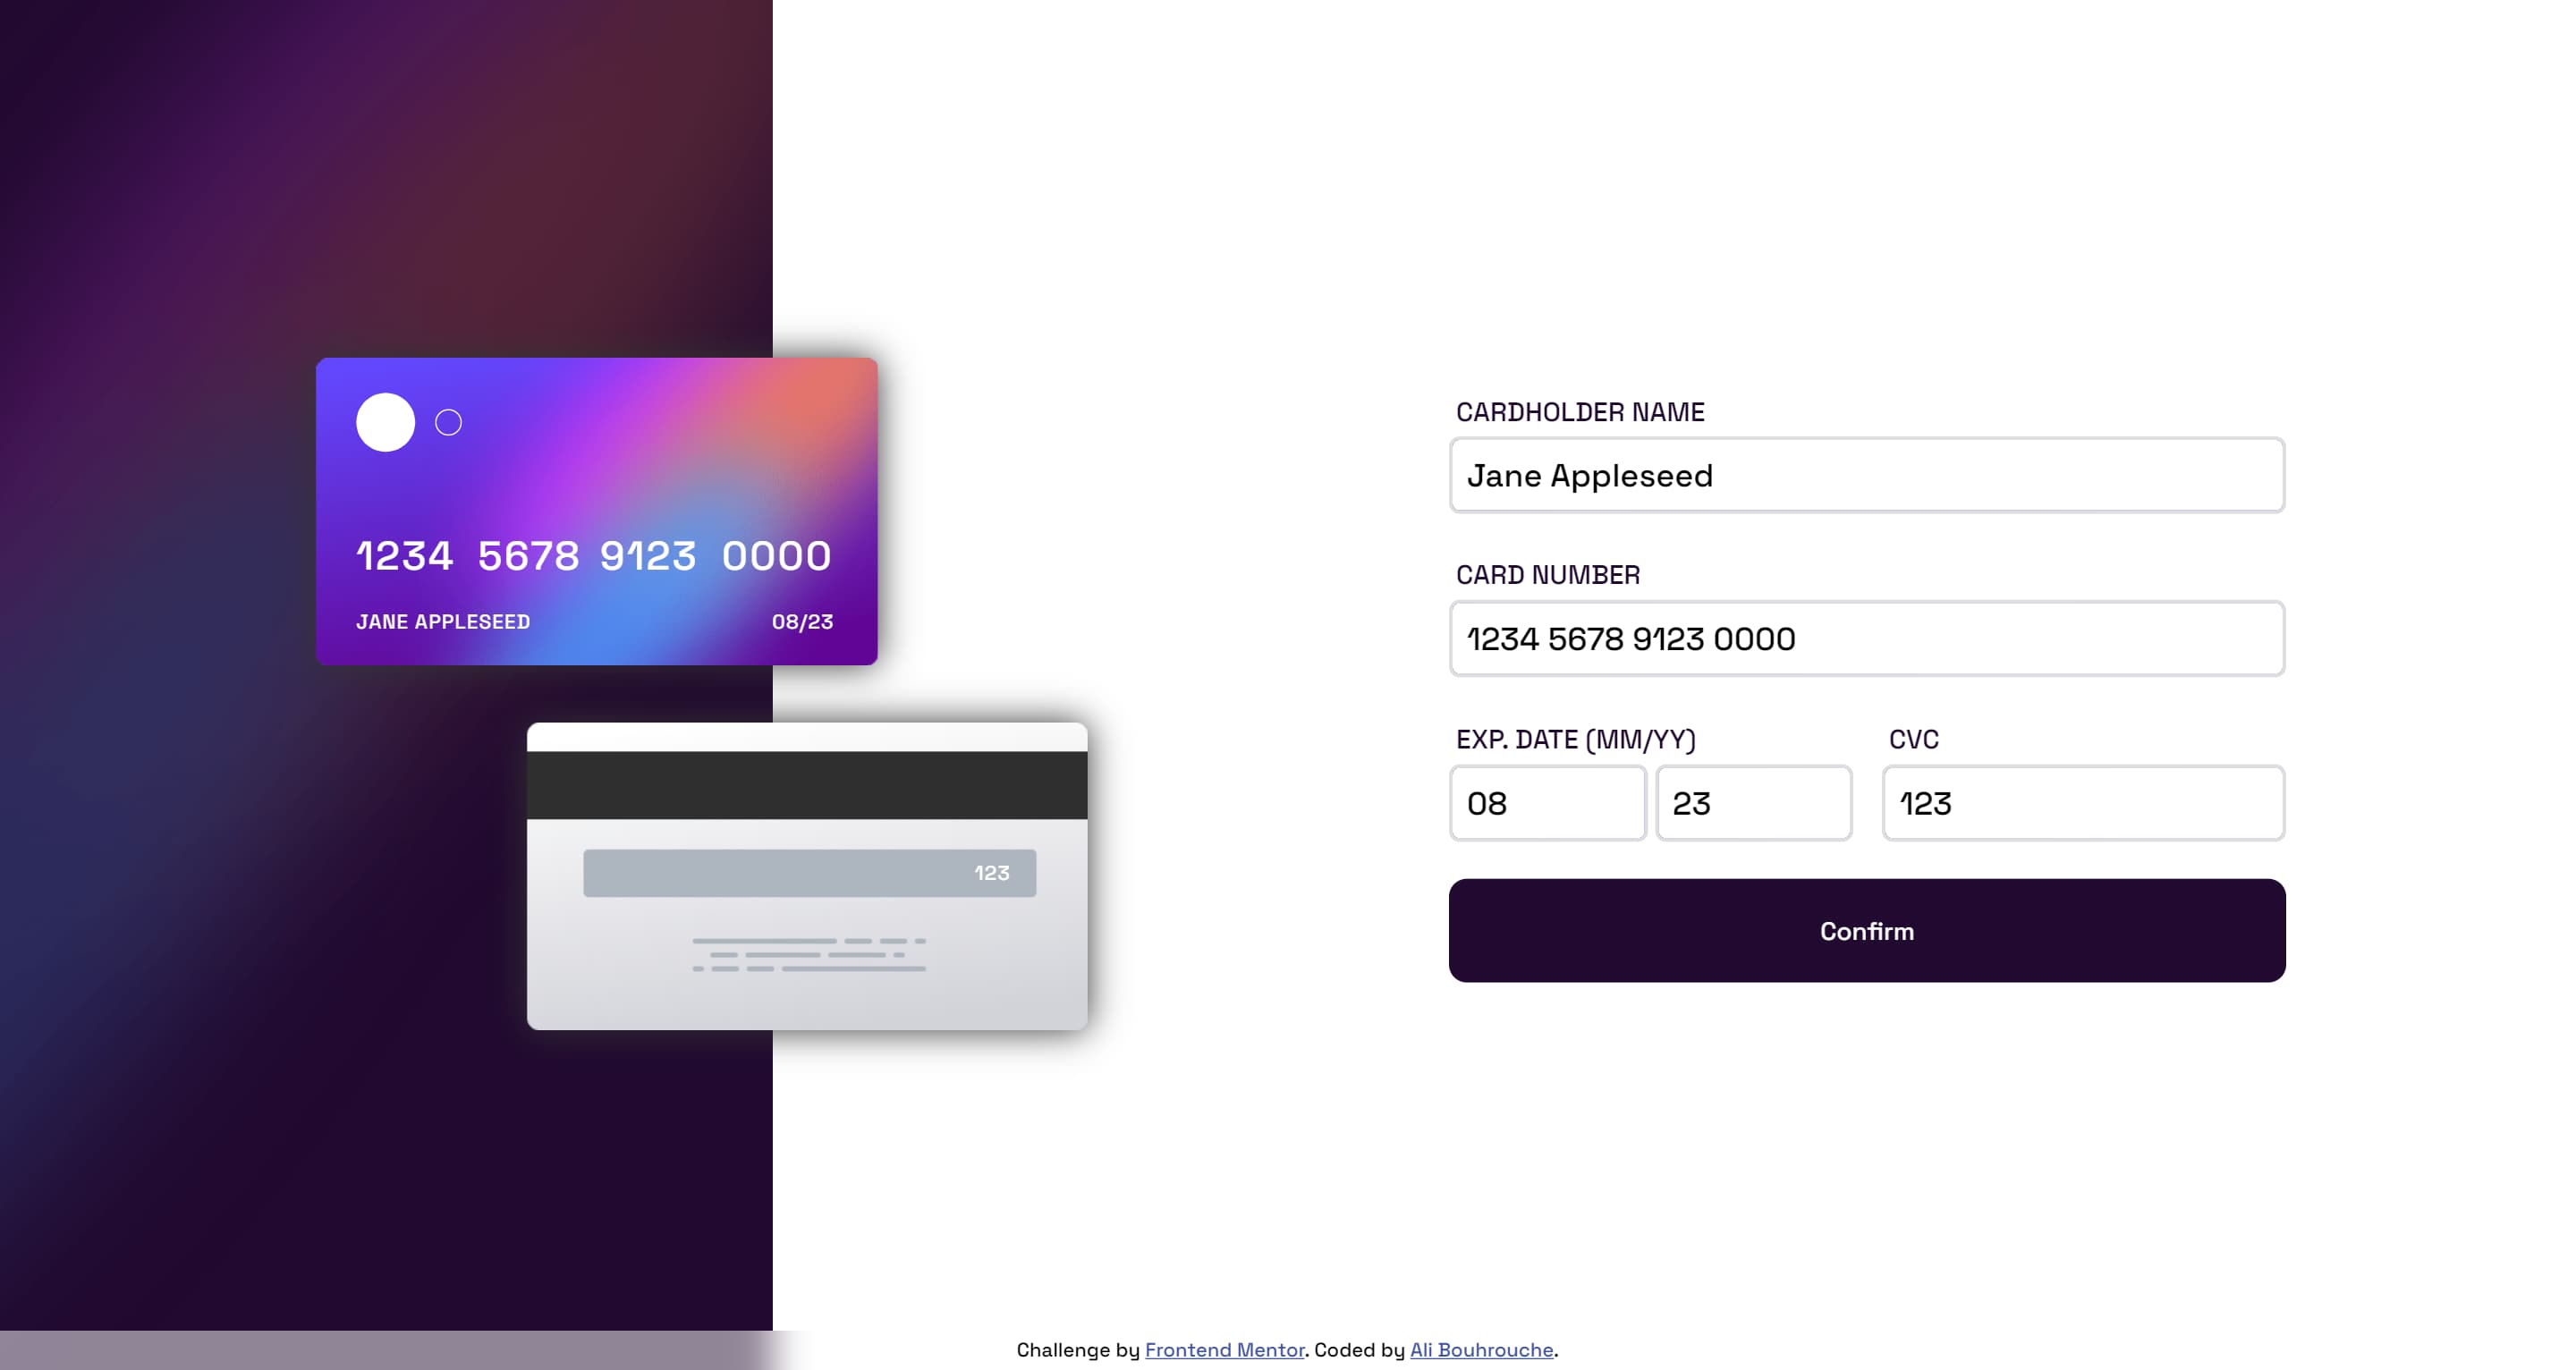 1234 5678 9123 0000
JANE APPLESEED 08/23
123
CARDHOLDER NAME
Jane Appleseed
CARD NUMBER
1234 5678 9123 0000
EXP. DATE (MM/YY) CVC
08 23 123
Confirm
Challenge by Frontend Mentor. Coded by Ali Bouhrouche.